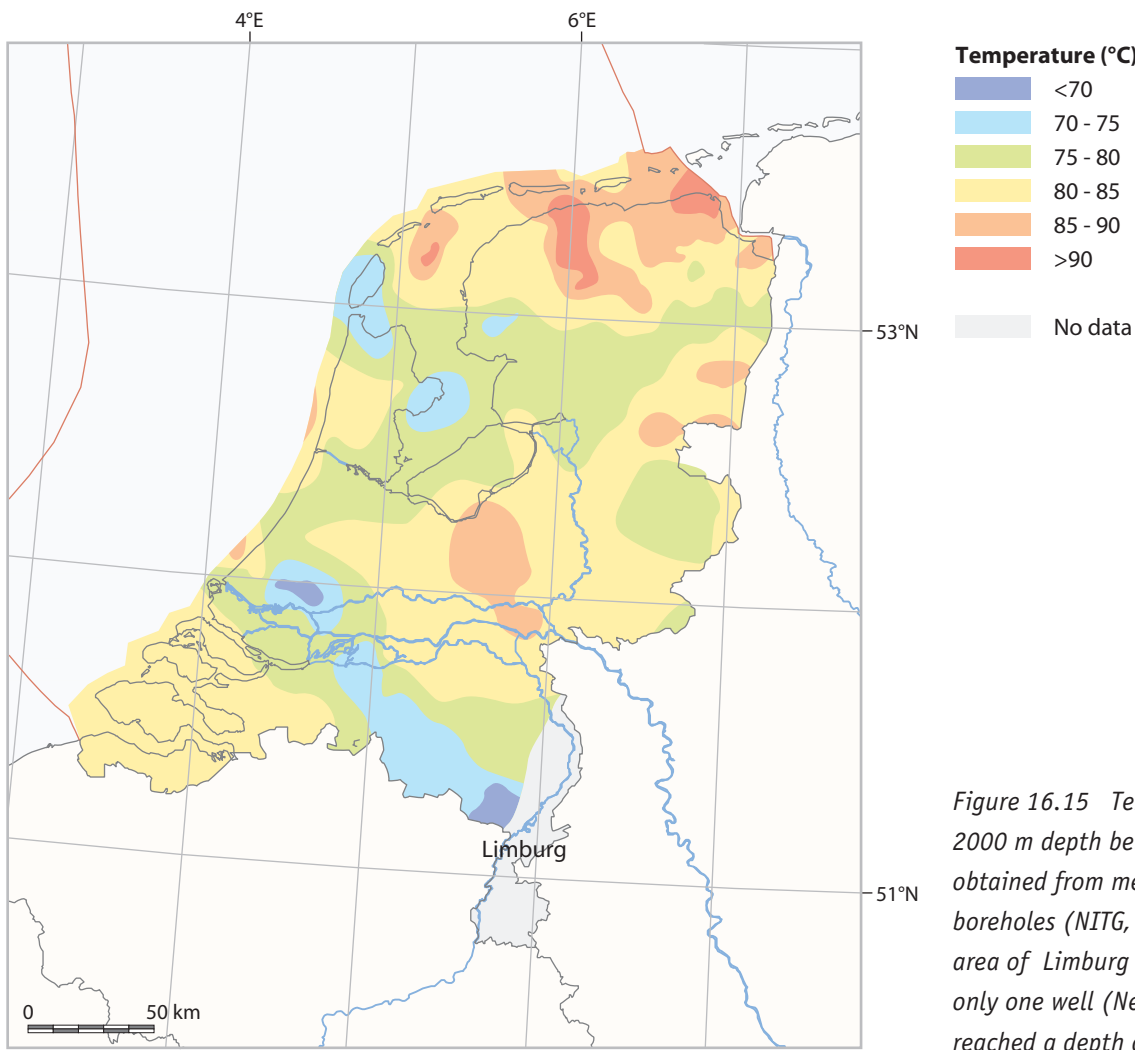 4°E
6°E
Temperature (°C)
<70
70 - 75
75 - 80
80 - 85
85 - 90
>90
No data
53°N
51°N
Limburg
0 50 km
Figure 16.15 Te
2000 m depth be
obtained from me
boreholes (NITG,
area of Limburg
only one well (Ne
reached a depth